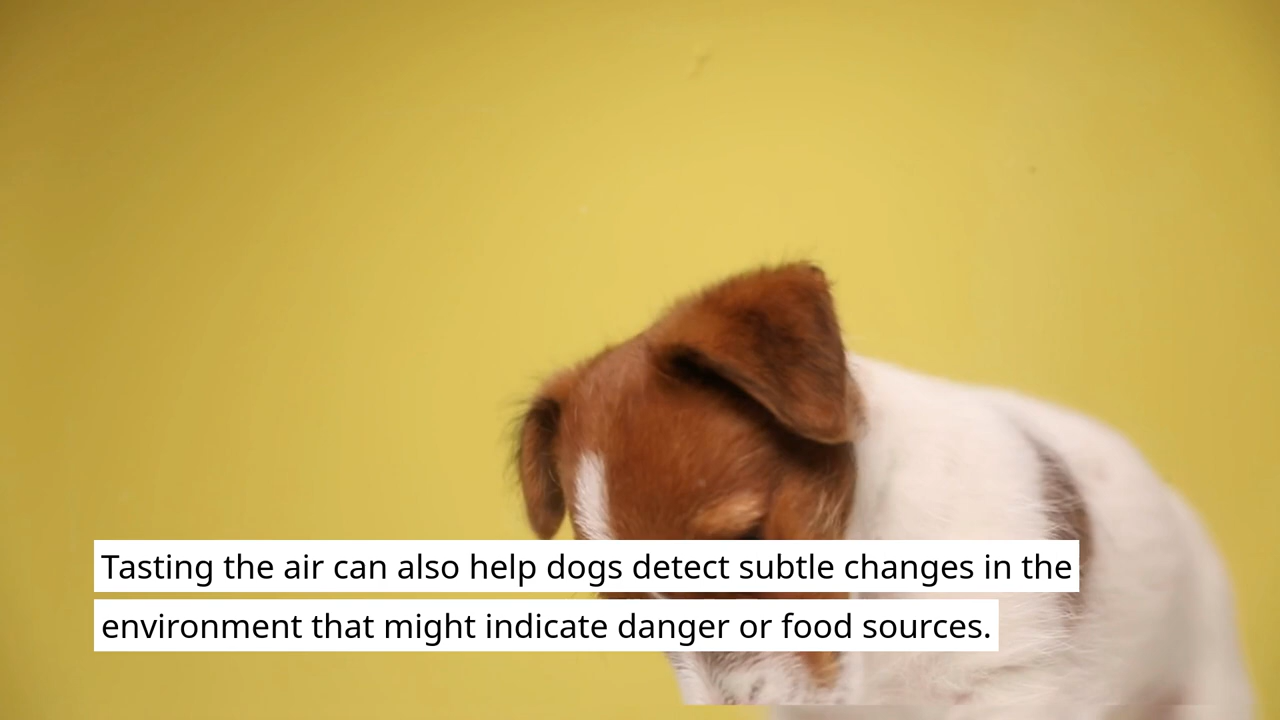 Tasting the air can also help dogs detect subtle changes in the
environment that might indicate danger or food sources.